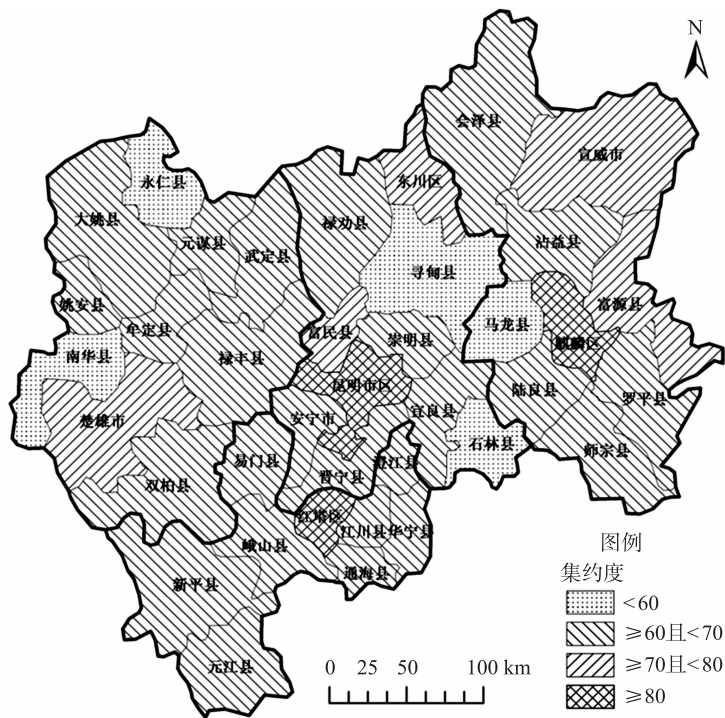 N
会泽县
宣威市
永仁县
东川区
大姚县
禄劝县
沾益县
元谋县
武定县
寻甸县
姚安县
富源县
牟定县
富民县
崇明县
马龙县
麒麟区
南华县
禄丰县
昆明市区
陆良县
罗平县
楚雄市
安宁市
宜良县
石林县
师宗县
双柏县
易门县
晋宁县
澄江县
红塔区
江川县
华宁县
峨山县
通海县
新平县
元江县
图例
集约度
<60
≥60且<70
≥70且<80
≥80
0 25 50 100 km